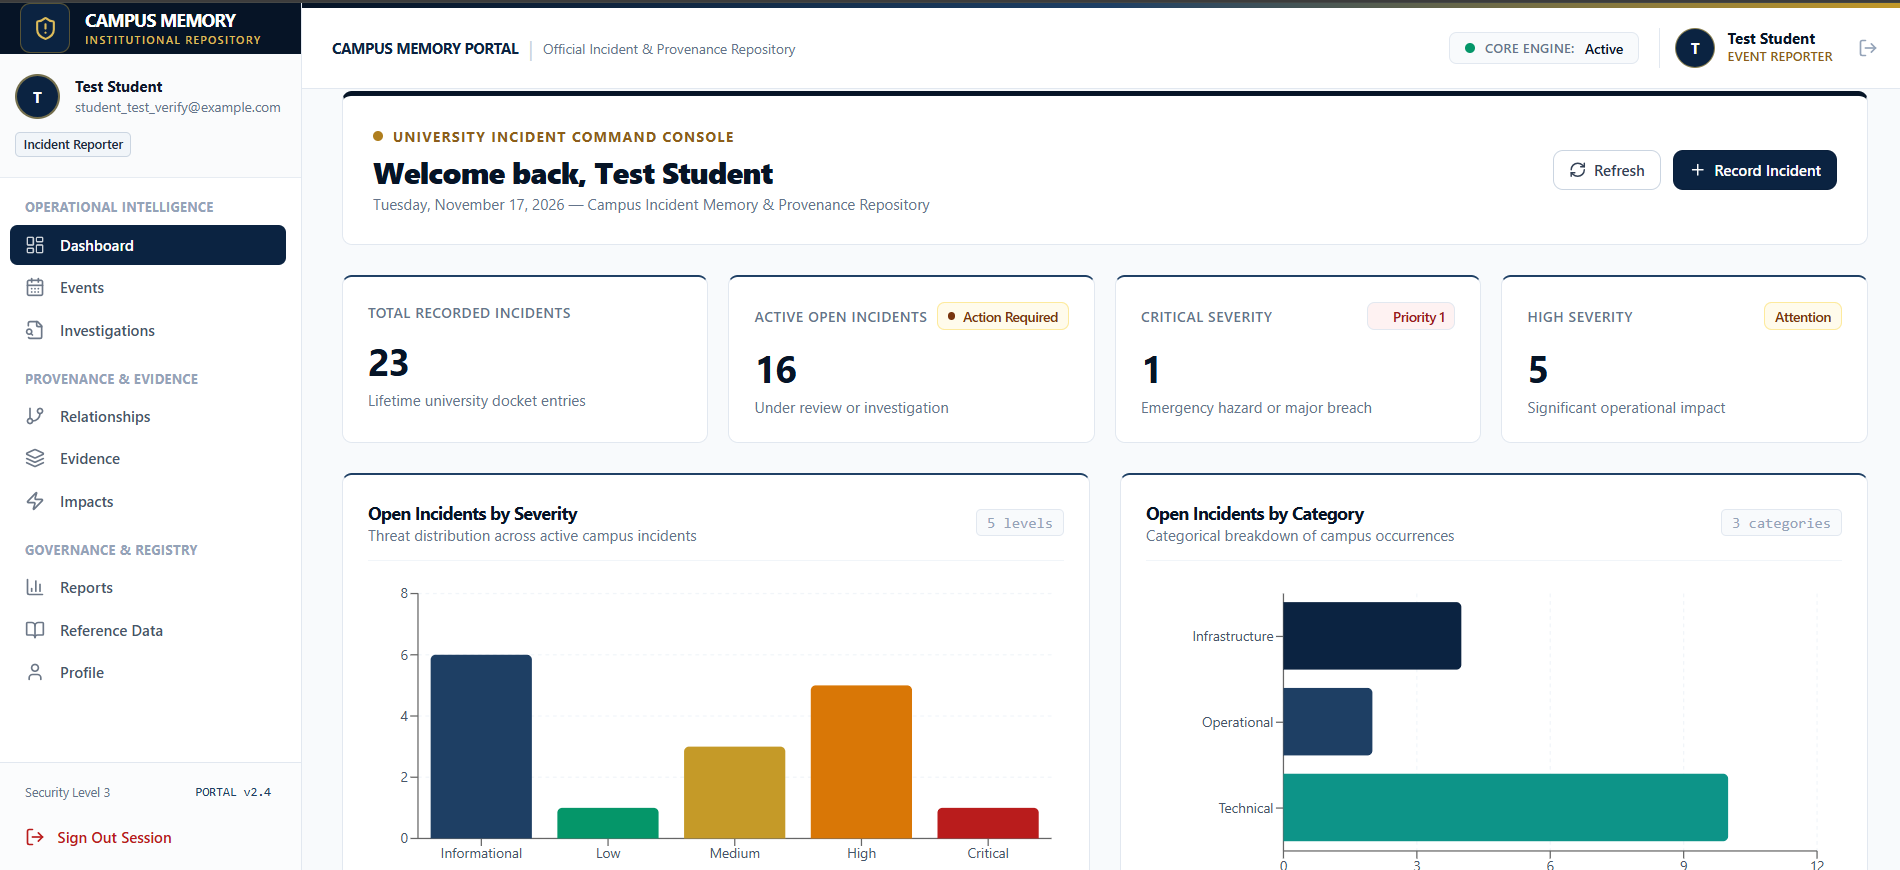 CAMPUS MEMORY
INSTITUTIONAL REPOSITORY
T
Test Student
student_test_verify@example.com
Incident Reporter
OPERATIONAL INTELLIGENCE
Dashboard
Events
Investigations
PROVENANCE & EVIDENCE
Relationships
Evidence
Impacts
GOVERNANCE & REGISTRY
Reports
Reference Data
Profile
Security Level 3 PORTAL v2.4
Sign Out Session
CAMPUS MEMORY PORTAL Official Incident & Provenance Repository
CORE ENGINE: Active
T
Test Student
EVENT REPORTER
UNIVERSITY INCIDENT COMMAND CONSOLE
Welcome back, Test Student
Tuesday, November 17, 2026 — Campus Incident Memory & Provenance Repository
Refresh
Record Incident
TOTAL RECORDED INCIDENTS
23
Lifetime university docket entries
ACTIVE OPEN INCIDENTS Action Required
16
Under review or investigation
CRITICAL SEVERITY Priority 1
1
Emergency hazard or major breach
HIGH SEVERITY Attention
5
Significant operational impact
Open Incidents by Severity
Threat distribution across active campus incidents
5 levels
8
6
4
2
0
Informational Low Medium High Critical
Open Incidents by Category
Categorical breakdown of campus occurrences
3 categories
Infrastructure
Operational
Technical
0 3 6 9 12